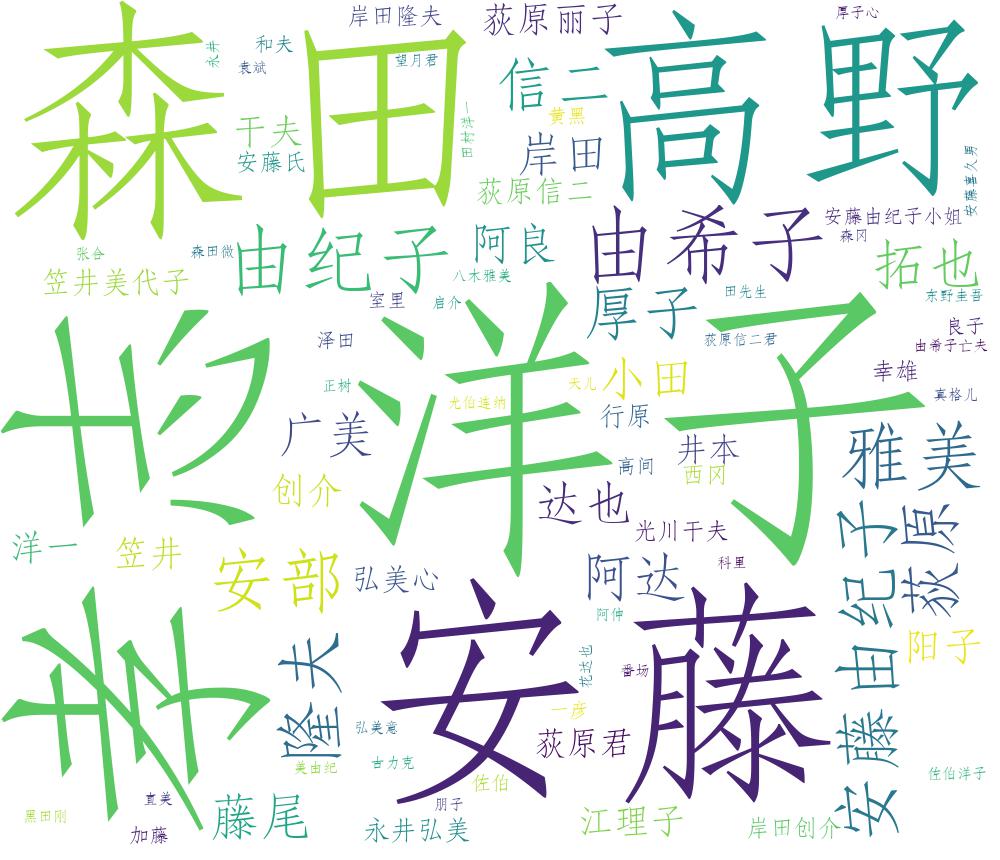 森田
高野
岸田隆夫
荻原丽子
厚子心
永井
和夫
袁斌
望月君
信二
黄黑
干夫
安藤氏
田村洋一
岸田
荻原信二
安藤喜久男
由纪子
阿良
由希子
安藤由纪子小姐
森冈
张合
森田微
笠井美代子
八木雅美
拓也
室里
启介
厚子
田先生
东野圭吾
良子
由希子亡夫
泽田
荻原信二君
弘美
洋子
正树
尤伯连纳
天儿
小田
幸雄
真格儿
广美
行原
井本
雅美
高间
西冈
创介
达也
光川干夫
洋一
笠井
安部
弘美心
阿达
科里
安藤由纪子
荻原
阳子
阿仲
安藤
隆夫
花达也
番场
一彦
弘美意
荻原君
美由纪
吉力克
佐伯
佐伯洋子
直美
朋子
黑田刚
加藤
藤尾
永井弘美
江理子
岸田创介